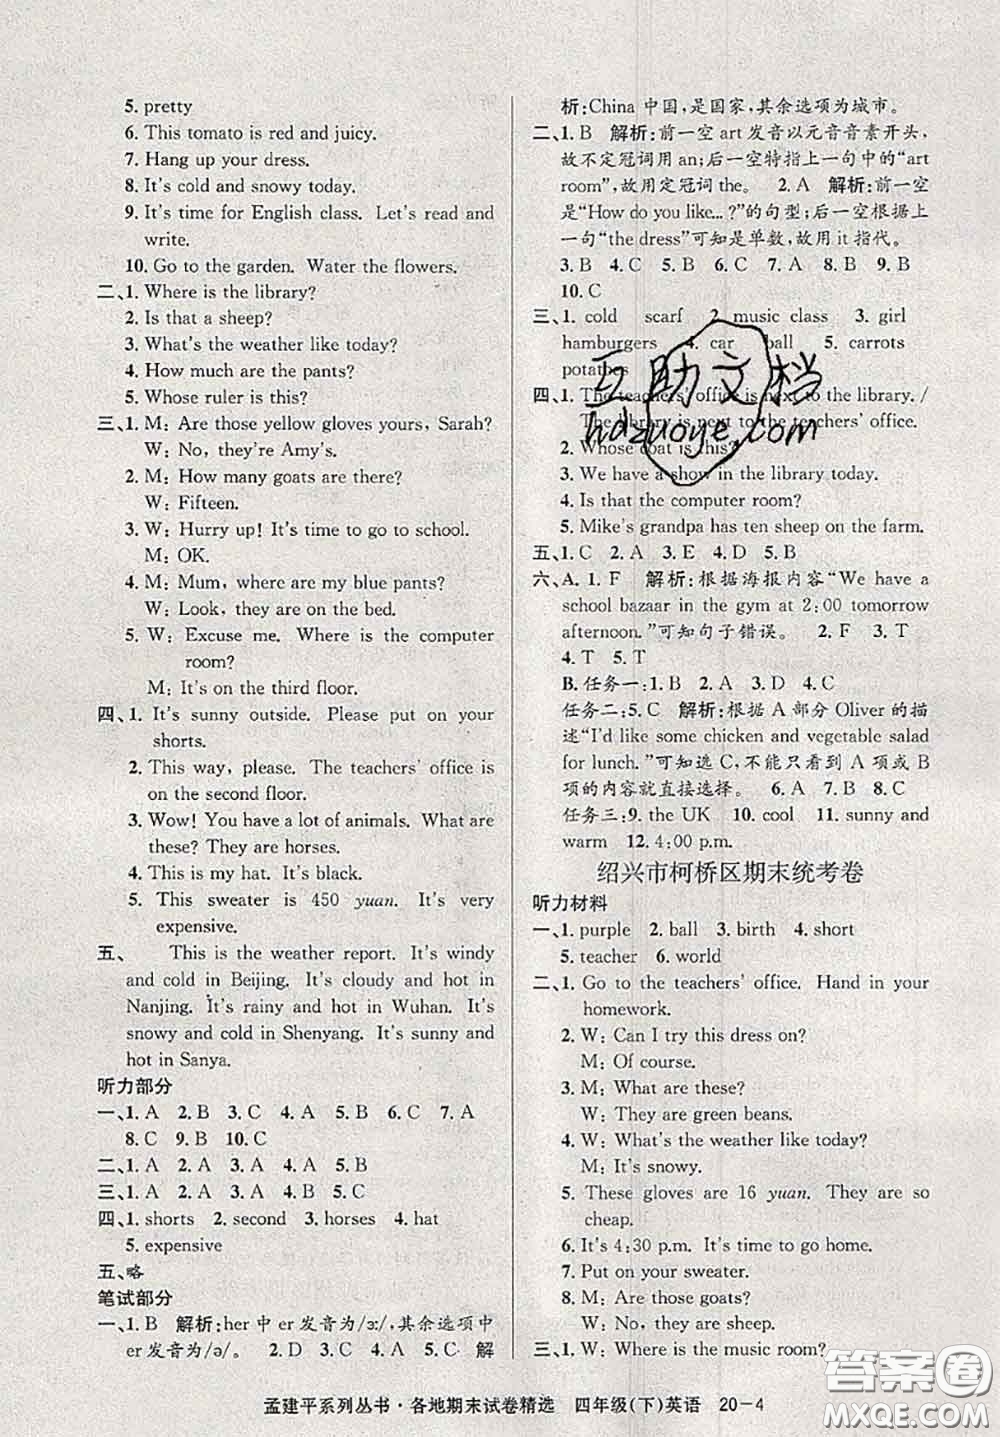 5. pretty
6. This tomato is red and juicy.
7. Hang up your dress.
8. It's cold and snowy today.
9. It's time for English class. Let's read and
write.
10. Go to the garden. Water the flowers.
二、1. Where is the library?
2. Is that a sheep?
3. What's the weather like today?
4. How much are the pants?
5. Whose ruler is this?
三、1. M: Are those yellow gloves yours, Sarah?
W: No, they're Amy's.
2. M: How many goats are there?
W: Fifteen.
3. W: Hurry up! It's time to go to school.
M: OK.
4. M: Mum, where are my blue pants?
W: Look, they are on the bed.
5. W: Excuse me. Where is the computer
room?
M: It's on the third floor.
四、1. It's sunny outside. Please put on your
shorts.
2. This way, please. The teachers' office is
on the second floor.
3. Wow! You have a lot of animals. What are
these? They are horses.
4. This is my hat. It's black.
5. This sweater is 450 yuan. It's very
expensive.
五、 This is the weather report. It's windy
and cold in Beijing. It's cloudy and hot in
Nanjing. It's rainy and hot in Wuhan. It's
snowy and cold in Shenyang. It's sunny and
hot in Sanya.
听力部分
一、1. A 2. B 3. C 4. A 5. B 6. C 7. A
8. C 9. B 10. C
二、1. A 2. A 3. B 4. C 5. A
三、1. C 2. A 3. B 4. A 5. C
四、1. shorts 2. second 3. horses 4. hat
5. expensive
五、略
笔试部分
一、1. B 解析:her 中 er 发音为/ɜː/,其余选项中
er 发音为/ə/。 2. D 3. C 4. A 5. C 解
析:China 中国,是国家,其余选项为城市。
二、1. B 解析:前一空 art 发音以元音音素开头,
故不定冠词用 an;后一空特指上一句中的“art
room”,故用定冠词 the。 2. A 解析:前一空
是“How do you like... ?”的句型;后一空根据上
一句“the dress”可知是单数,故用 it 指代。
3. B 4. C 5. C 6. B 7. A 8. B 9. C
10. C
三、1. cold scarf 2. music class 3. girl
hamburgers 4. car ball 5. carrots
potatoes
四、1. The teachers' office is next to the library. /
The library is next to the teachers' office.
2. Whose coat is this?
3. We have a show in the library today.
4. Is that the computer room?
5. Mike's grandpa has ten sheep on the farm.
五、1. C 2. A 3. E 4. D 5. B
六、A. 1. F 解析:根据海报内容“We have a
school bazaar in the gym at 2:00 tomorrow
afternoon.”可知句子错误。 2. F 3. T
4. T 5. T
B. 任务一:1. B 2. A 3. D 4. C
任务二:5. C 解析:根据 A 部分 Oliver 的描
述“I'd like some chicken and vegetable salad
for lunch.”可知选 C,不能只看到 A 项或 B
项的内容就直接选择。 6. A 7. B 8. C
任务三:9. the UK 10. cool 11. sunny and
warm 12. 4:00 p.m.
绍兴市柯桥区期末统考卷
听力材料
一、1. purple 2. ball 3. birth 4. short
5. teacher 6. world
二、1. Go to the teachers' office. Hand in your
homework.
2. W: Can I try this dress on?
M: Of course.
3. M: What are these?
W: They are green beans.
4. W: What's the weather like today?
M: It's snowy.
5. These gloves are 16 yuan. They are so
cheap.
6. It's 4:30 p.m. It's time to go home.
7. Put on your sweater.
8. M: Are those goats?
W: No, they aren't. They are sheep.
三、1. W: Where is the music room?
孟建平系列丛书·各地期末试卷精选 四年级(下)英语 20-4
互助文档
hdzuoye.com
答案圈
MXQE.COM